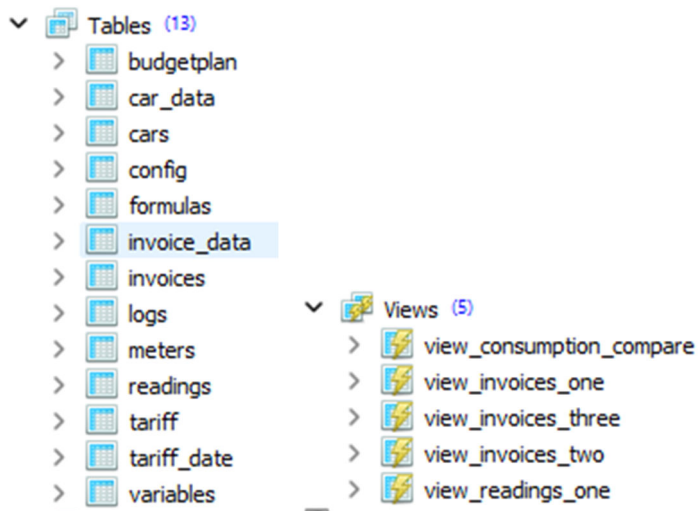 Tables (13)
budgetplan
car_data
cars
config
formulas
invoice_data
invoices
logs
meters
readings
tariff
tariff_date
variables
Views (5)
view_consumption_compare
view_invoices_one
view_invoices_three
view_invoices_two
view_readings_one